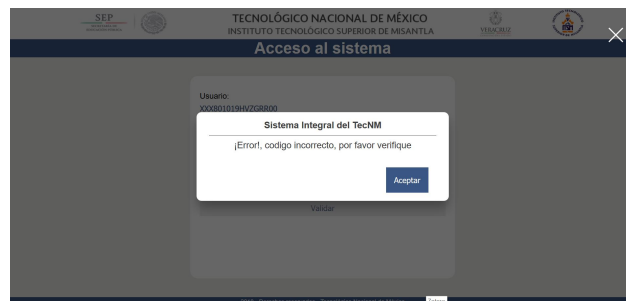 SEP
TECNOLÓGICO NACIONAL DE MÉXICO
INSTITUTO TECNOLÓGICO SUPERIOR DE MISANTLA
VERACRUZ
Acceso al sistema
Usuario:
XXX801019HVZGRR00
Sistema Integral del TecNM
¡Error!, codigo incorrecto, por favor verifique
Aceptar
Validar